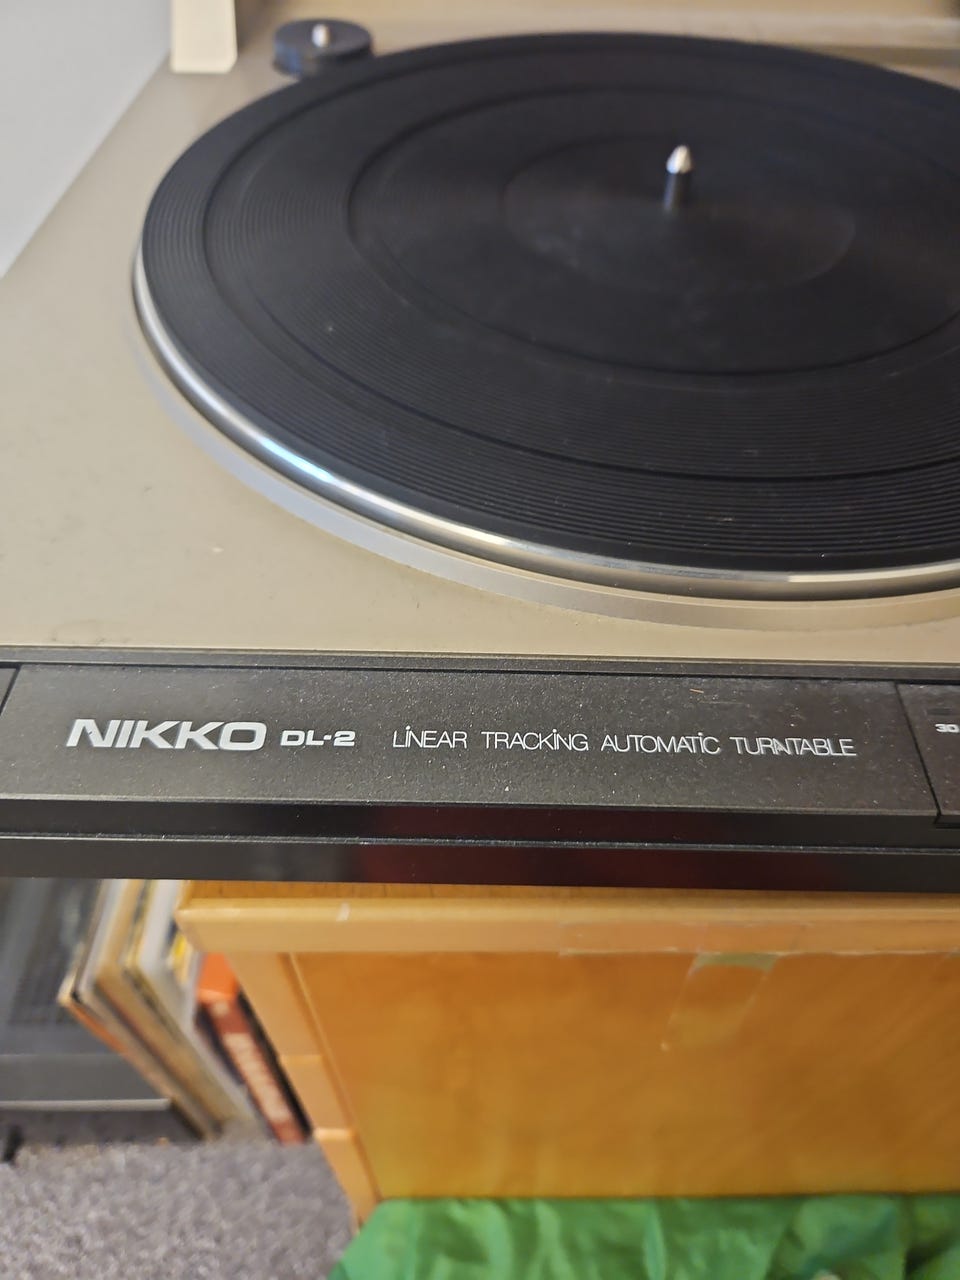 NIKKO DL-2 LINEAR TRACKING AUTOMATIC TURNTABLE